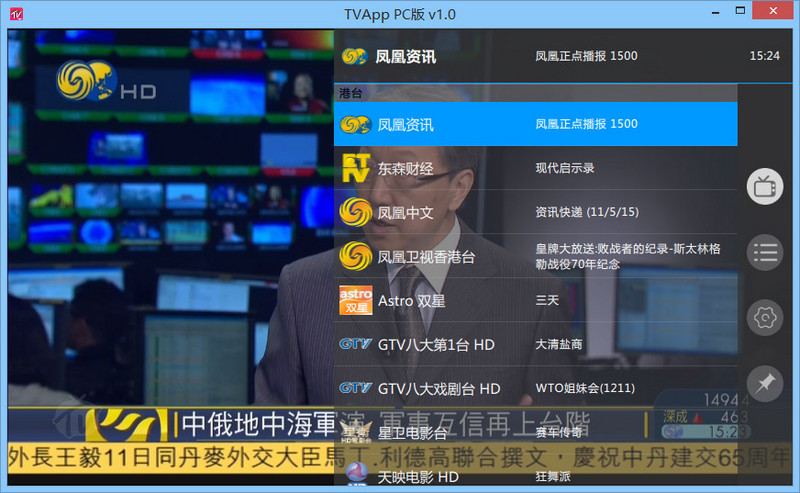 TVApp PC版 v1.0
HD
凤凰资讯
凤凰正点播报 1500
15:24
港台
凤凰资讯
凤凰正点播报 1500
东森财经
现代启示录
凤凰中文
资讯快递 (11/5/15)
凤凰卫视香港台
皇牌大放送:败战者的纪录-斯太林格
勒战役70年纪念
astro
双星
Astro 双星
三天
GTV
GTV八大第1台 HD
大清盐商
GTV
GTV八大戏剧台 HD
WTO姐妹会(1211)
星卫电影台
赛车传奇
天映电影 HD
狂舞派
1494
深成
463
15:23
中俄地中海軍演 軍事互信再上台階
外長王毅11日同丹麥外交大臣馬丁.利德高聯合撰文，慶祝中丹建交65周年